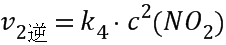 v₂逆 = k₄ · c²(NO₂)